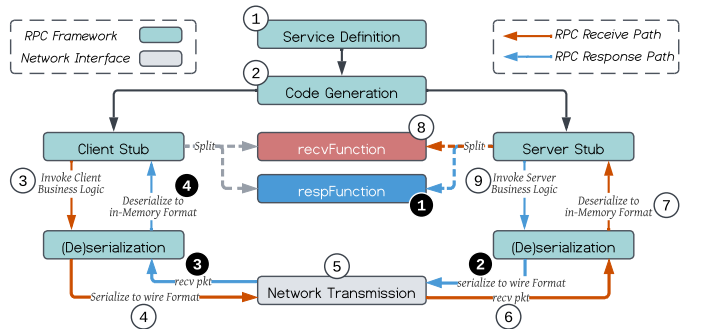 1
RPC Framework
Service Definition
RPC Receive Path
Network Interface
RPC Response Path
2
Code Generation
8
Client Stub
Split
recvFunction
Split
Server Stub
3
Invoke Client
Business Logic
4
respFunction
1
9
Invoke Server
Business Logic
Deserialize to
in-Memory Format
Deserialize to
in-Memory Format
7
(De)serialization
(De)serialization
3
5
2
recv pkt
serialize to wire Format
Serialize to wire Format
Network Transmission
recv pkt
4
6